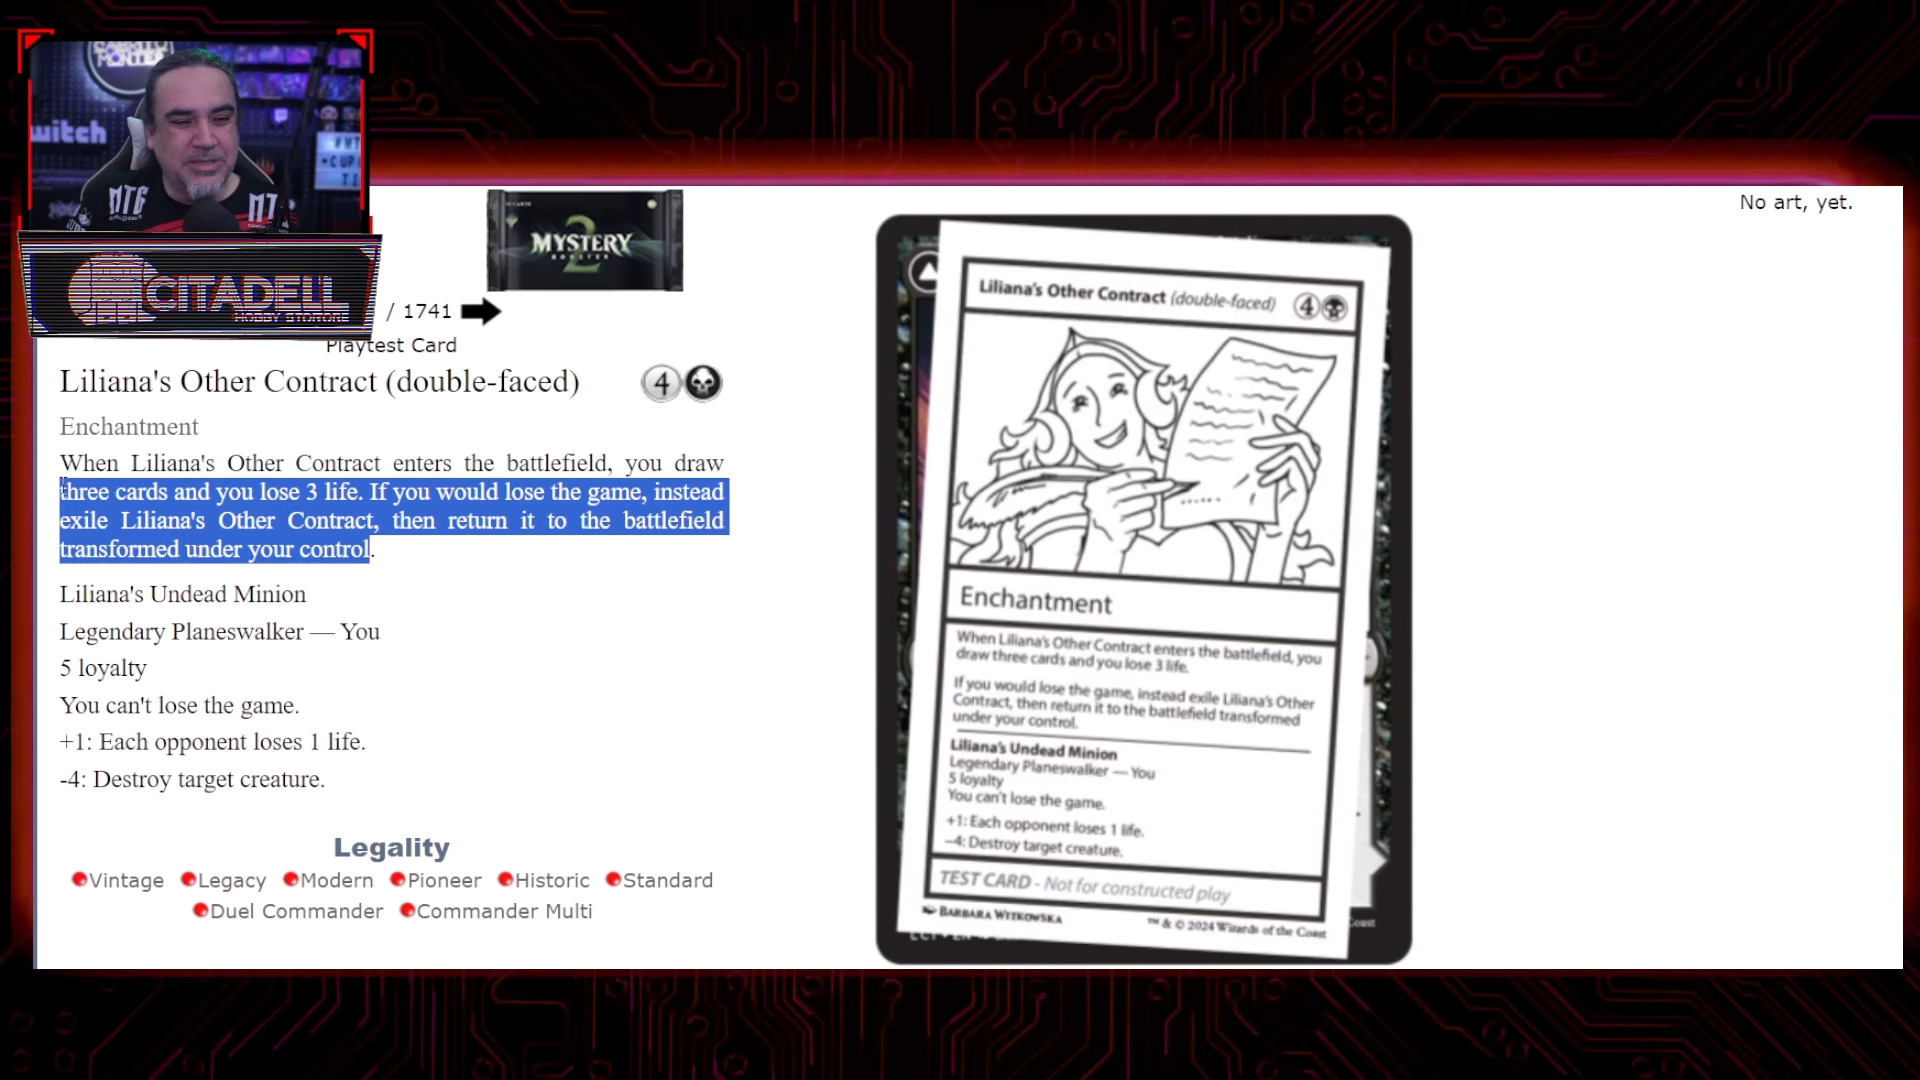 witch
MTG
MT
CITADELL
MYSTERY
BOOSTER
2
/ 1741
Playtest Card
Liliana's Other Contract (double-faced) 4
Enchantment
When Liliana's Other Contract enters the battlefield, you draw
three cards and you lose 3 life. If you would lose the game, instead
exile Liliana's Other Contract, then return it to the battlefield
transformed under your control.
Liliana's Undead Minion
Legendary Planeswalker — You
5 loyalty
You can't lose the game.
+1: Each opponent loses 1 life.
-4: Destroy target creature.
Legality
Vintage Legacy Modern Pioneer Historic Standard
Duel Commander Commander Multi
No art, yet.
Liliana's Other Contract (double-faced) 4
Enchantment
When Liliana's Other Contract enters the battlefield, you
draw three cards and you lose 3 life.
If you would lose the game, instead exile Liliana's Other
Contract, then return it to the battlefield transformed
under your control.
Liliana's Undead Minion
Legendary Planeswalker — You
5 loyalty
You can't lose the game.
+1: Each opponent loses 1 life.
–4: Destroy target creature.
TEST CARD - Not for constructed play
BARBARA WITKOWSKA
™ & © 2024 Wizards of the Coast
Coast